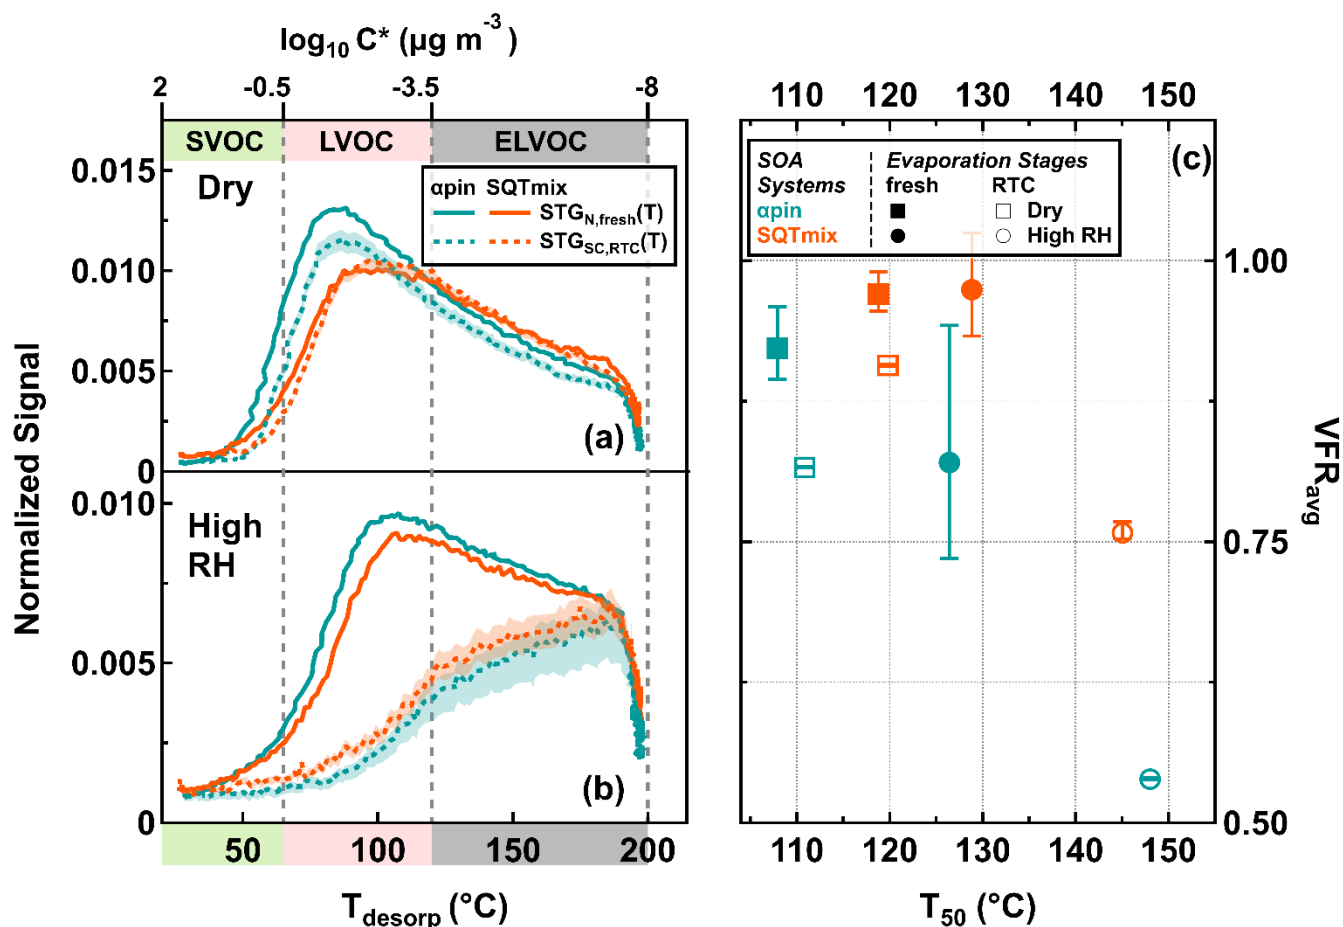 log10 C* (µg m-3)
2 -0.5 -3.5 -8
SVOC LVOC ELVOC
Dry
αpin SQTmix
STGN,fresh(T)
STGSC,RTC(T)
0.015
0.010
0.005
0
(a)
High
RH
0.010
0.005
0
(b)
50 100 150 200
Tdesorp (°C)
Normalized Signal
110 120 130 140 150
(c)
SOA Evaporation Stages
Systems fresh RTC
αpin Dry
SQTmix High RH
1.00
0.75
0.50
VFRavg
110 120 130 140 150
T50 (°C)